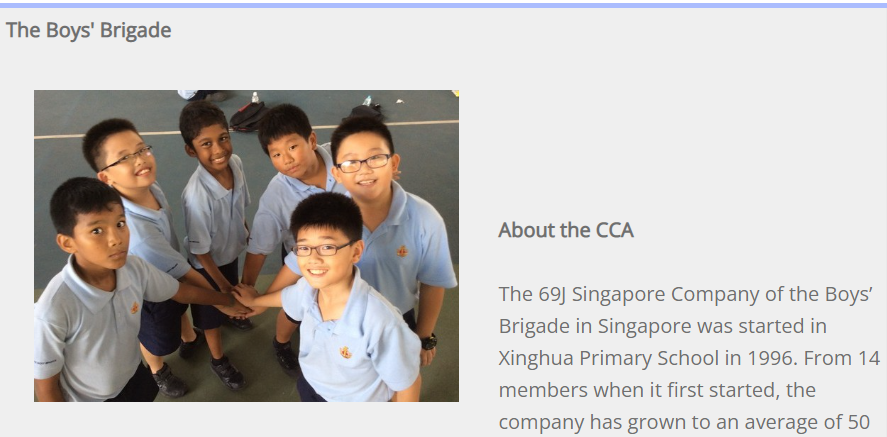 The Boys' Brigade
About the CCA
The 69J Singapore Company of the Boys’
Brigade in Singapore was started in
Xinghua Primary School in 1996. From 14
members when it first started, the
company has grown to an average of 50